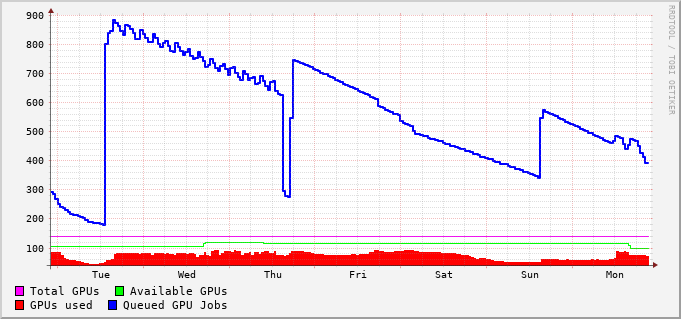 900
800
700
600
500
400
300
200
100
Tue Wed Thu Fri Sat Sun Mon
Total GPUs Available GPUs
GPUs used Queued GPU Jobs
RRDTOOL / TOBI OETIKER